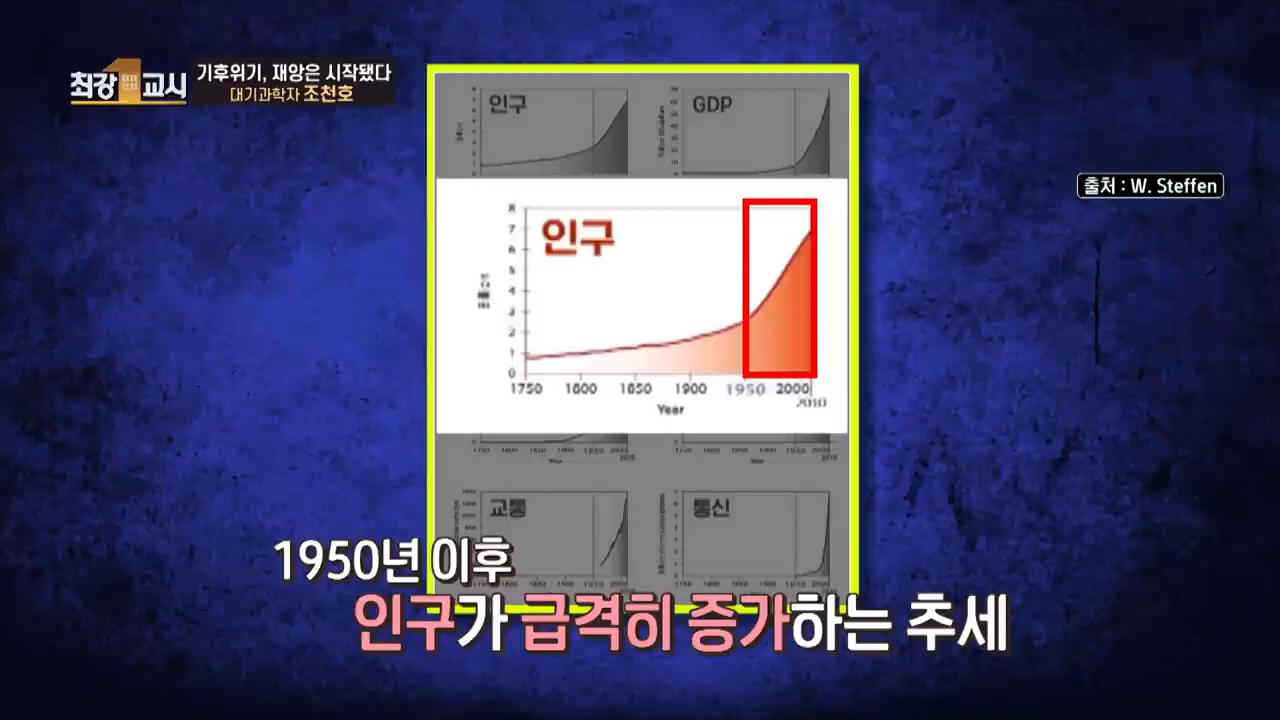 최강1교시
기후위기, 재앙은 시작됐다
대기과학자 조천호
출처 : W. Steffen
인구
GDP
인구
8
7
6
5
4
3
2
1
0
1750 1800 1850 1900 1950 2000
2010
Year
교통
통신
1950년 이후
인구가 급격히 증가하는 추세